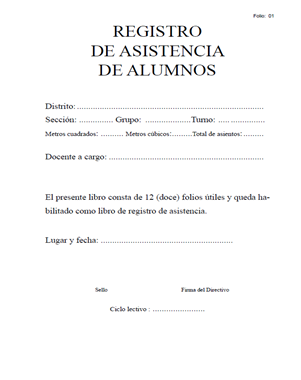 Folio: 01
REGISTRO
DE ASISTENCIA
DE ALUMNOS
Distrito: ................................................................................
Sección: ............... Grupo: ....................Turno: .....................
Metros cuadrados: .......... Metros cúbicos:.........Total de asientos:..........
Docente a cargo: ..................................................................
El presente libro consta de 12 (doce) folios útiles y queda ha-
bilitado como libro de registro de asistencia.
Lugar y fecha: .........................................................
Sello Firma del Directivo
Ciclo lectivo : .......................